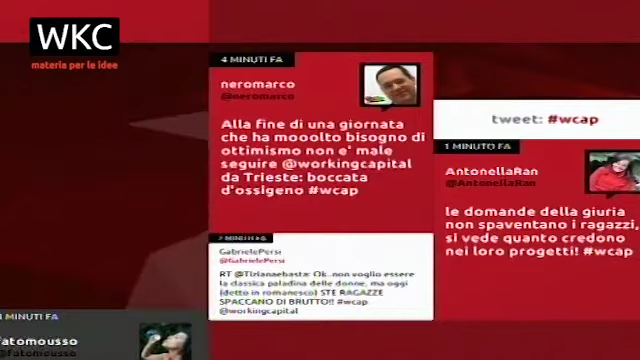 WKC
materia per le idee
4 MINUTI FA
neromarco
@neromarco
Alla fine di una giornata
che ha mooolto bisogno di
ottimismo non e' male
seguire @workingcapital
da Trieste: boccata
d'ossigeno #wcap
tweet: #wcap
1 MINUTO FA
AntonellaRan
@AntonellaRan
le domande della giuria
non spaventano i ragazzi,
si vede quanto credono
nei loro progetti! #wcap
MINUTI FA
GabrielePersi
@GabrielePersi
RT @Tizianaebasta: Ok..non voglio essere
la classica paladina delle donne, ma oggi
(detto in romanesco) STE RAGAZZE
SPACCANO DI BRUTTO!! #wcap
@workingcapital
MINUTI FA
fatomousso
@fatomousso